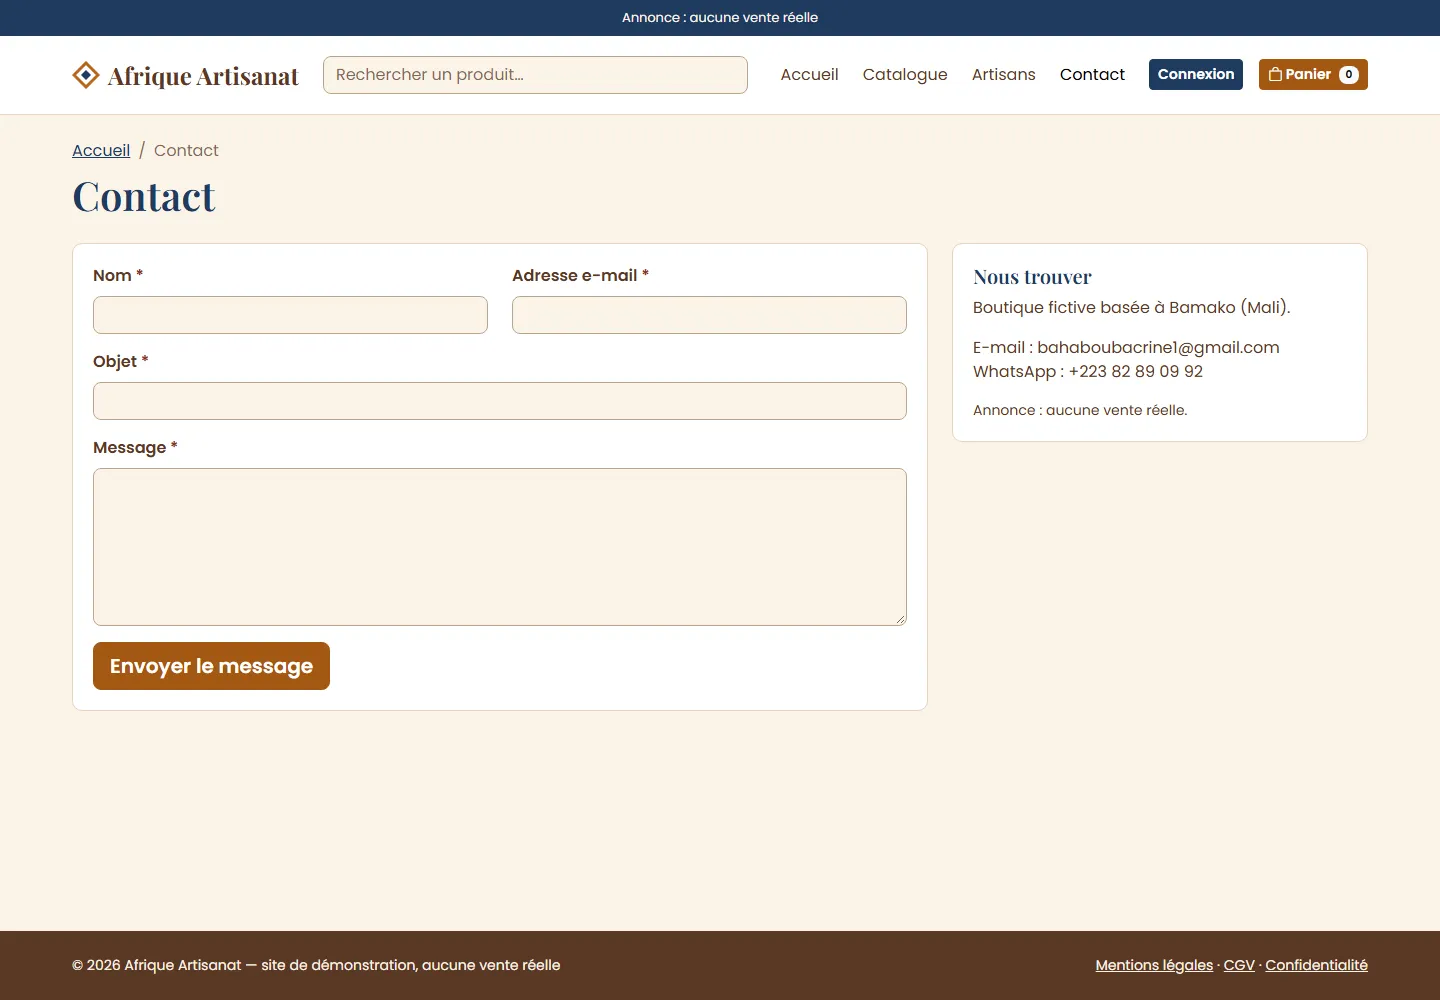 Annonce : aucune vente réelle
Afrique Artisanat
Rechercher un produit...
Accueil
Catalogue
Artisans
Contact
Connexion
Panier 0
Accueil / Contact
Contact
Nom *
Adresse e-mail *
Objet *
Message *
Envoyer le message
Nous trouver
Boutique fictive basée à Bamako (Mali).
E-mail : bahaboubacrine1@gmail.com
WhatsApp : +223 82 89 09 92
Annonce : aucune vente réelle.
© 2026 Afrique Artisanat — site de démonstration, aucune vente réelle
Mentions légales · CGV · Confidentialité